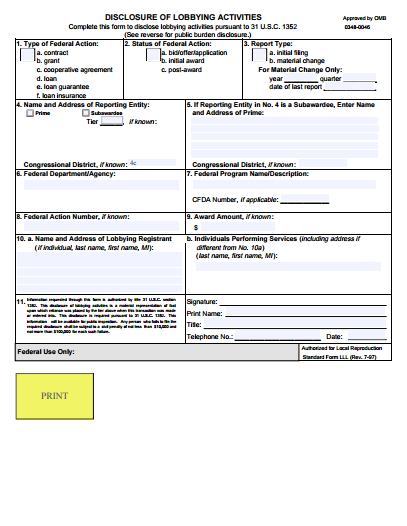 DISCLOSURE OF LOBBYING ACTIVITIES
Approved by OMB
Complete this form to disclose lobbying activities pursuant to 31 U.S.C. 1352
0348-0046
(See reverse for public burden disclosure.)
1. Type of Federal Action:
a. contract
b. grant
c. cooperative agreement
d. loan
e. loan guarantee
f. loan insurance
2. Status of Federal Action:
a. bid/offer/application
b. initial award
c. post-award
3. Report Type:
a. initial filing
b. material change
For Material Change Only:
year quarter
date of last report
4. Name and Address of Reporting Entity:
Prime Subawardee
Tier , if known:
Congressional District, if known: 4c
5. If Reporting Entity in No. 4 is a Subawardee, Enter Name
and Address of Prime:
Congressional District, if known:
6. Federal Department/Agency:
7. Federal Program Name/Description:
CFDA Number, if applicable:
8. Federal Action Number, if known:
9. Award Amount, if known:
$
10. a. Name and Address of Lobbying Registrant
(if individual, last name, first name, MI):
b. Individuals Performing Services (including address if
different from No. 10a)
(last name, first name, MI):
11. Information requested through this form is authorized by title 31 U.S.C. section
1352. This disclosure of lobbying activities is a material representation of fact
upon which reliance was placed by the tier above when this transaction was made
or entered into. This disclosure is required pursuant to 31 U.S.C. 1352. This
information will be available for public inspection. Any person who fails to file the
required disclosure shall be subject to a civil penalty of not less than $10,000 and
not more than $100,000 for each such failure.
Signature:
Print Name:
Title:
Telephone No.: Date:
Federal Use Only:
Authorized for Local Reproduction
Standard Form LLL (Rev. 7-97)
PRINT